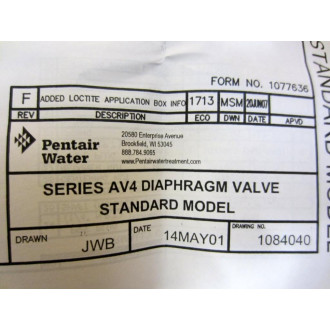 FORM NO. 1077636
F ADDED LOCTITE APPLICATION BOX INFO 1713 MSM 20JUN07
REV DESCRIPTION ECO DWN DATE APVD
Pentair
Water
20580 Enterprise Avenue
Brookfield, WI 53045
888.784.9065
www.Pentairwatertreatment.com
SERIES AV4 DIAPHRAGM VALVE
STANDARD MODEL
DRAWN JWB DATE 14MAY01 DRAWING NO. 1084040
STANDARD MODEL